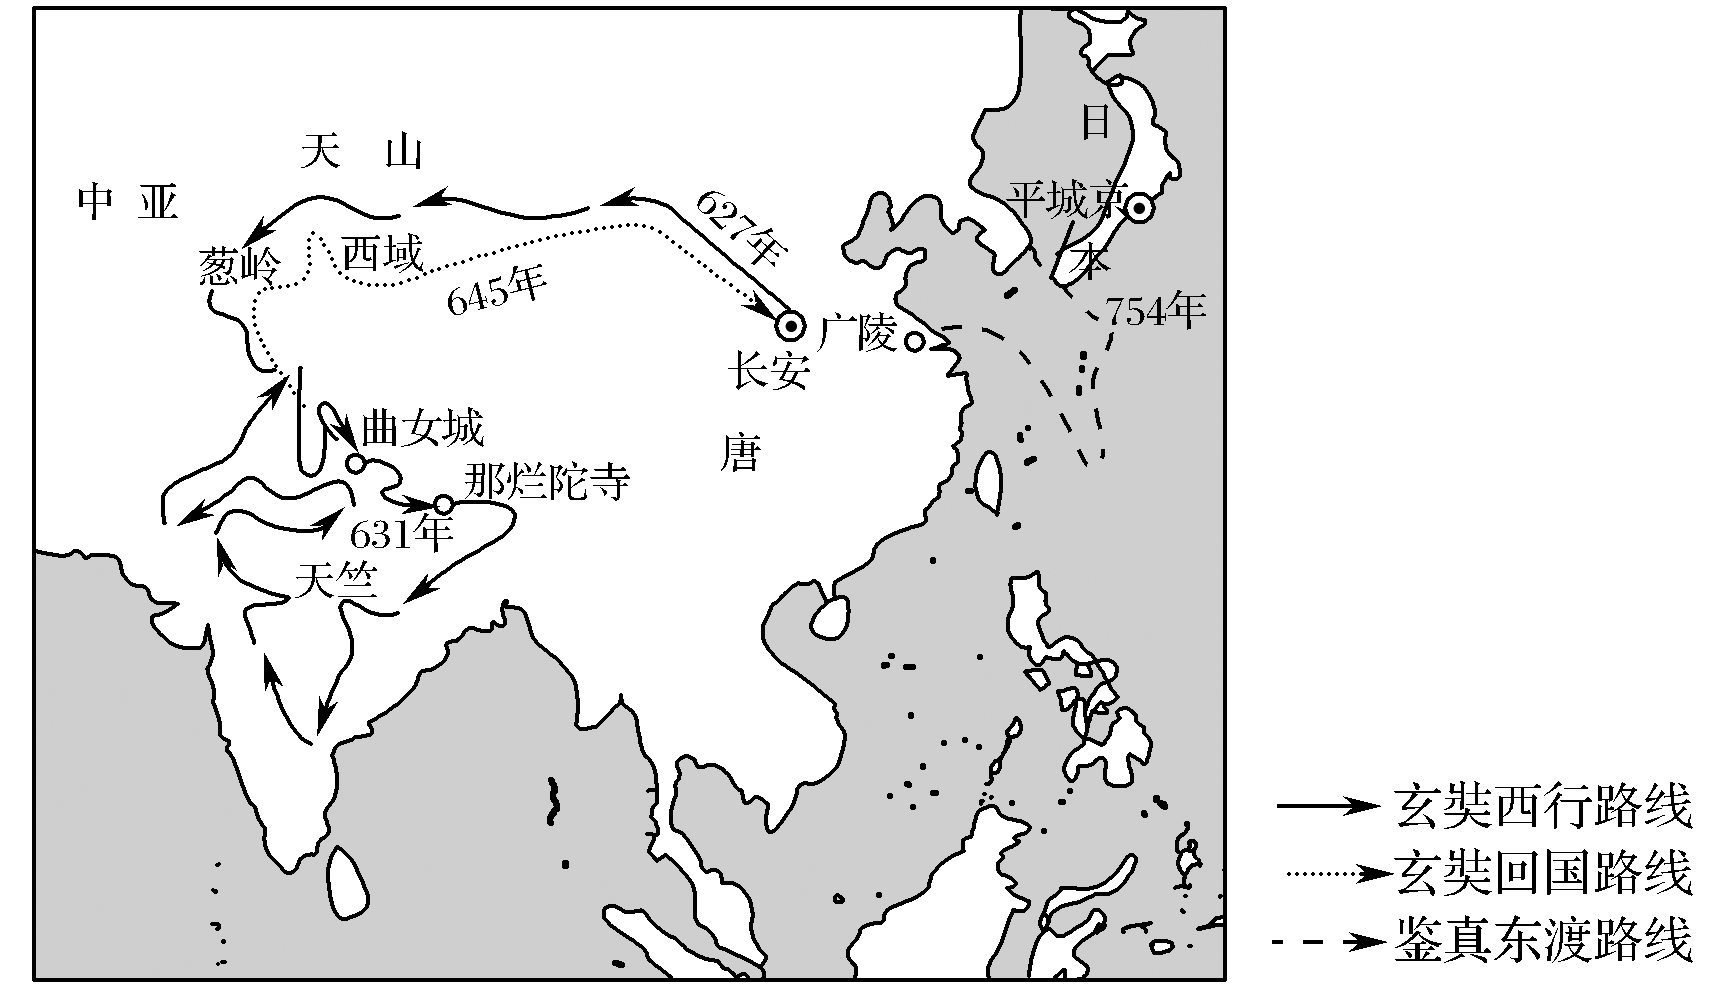 日
天 山
中 亚
平城京
627年
葱岭
西域
本
645年
754年
广陵
长安
曲女城
唐
那烂陀寺
631年
天竺
玄奘西行路线
玄奘回国路线
鉴真东渡路线